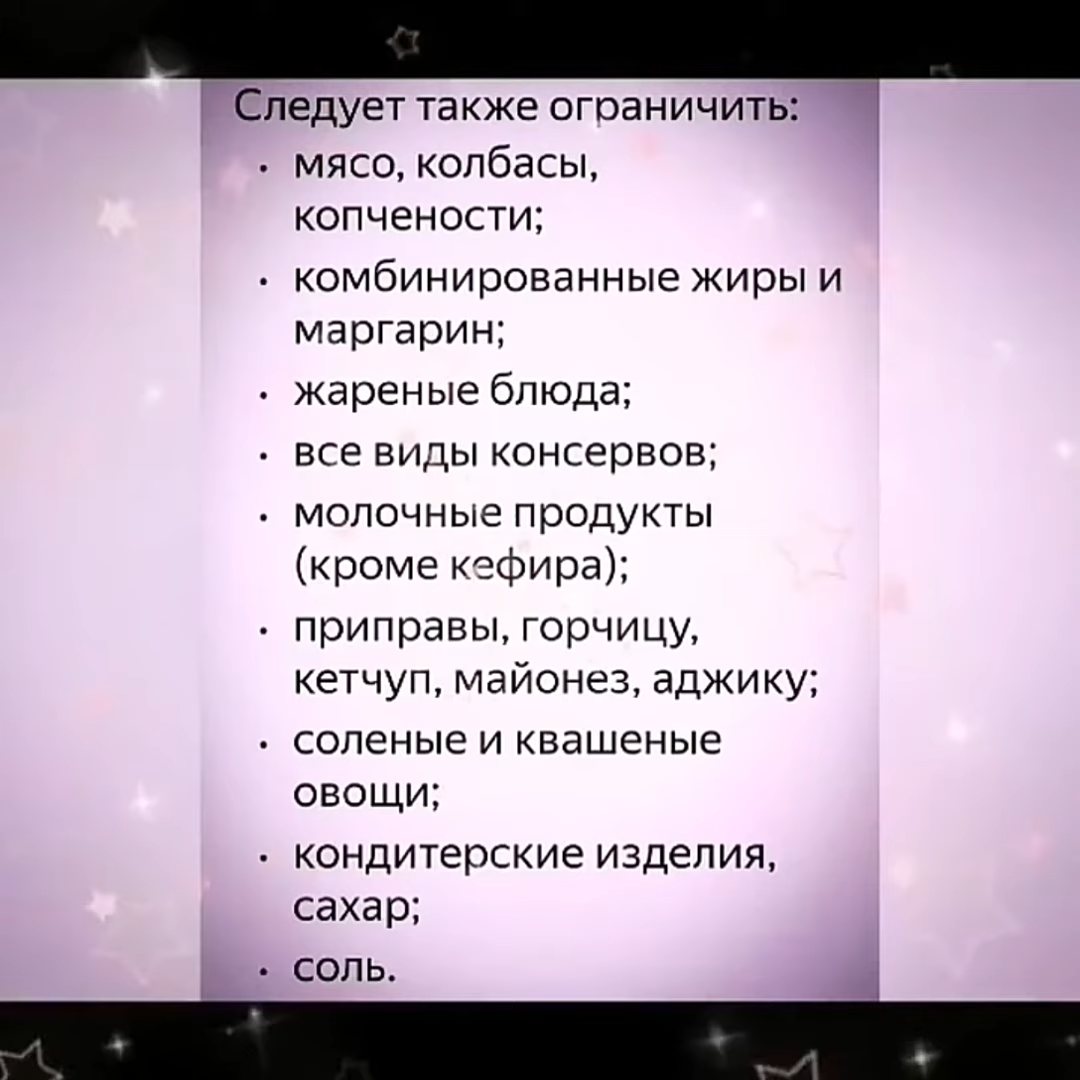 Следует также ограничить:
• мясо, колбасы,
копчености;
• комбинированные жиры и
маргарин;
• жареные блюда;
• все виды консервов;
• молочные продукты
(кроме кефира);
• приправы, горчицу,
кетчуп, майонез, аджику;
• соленые и квашеные
овощи;
• кондитерские изделия,
сахар;
• соль.